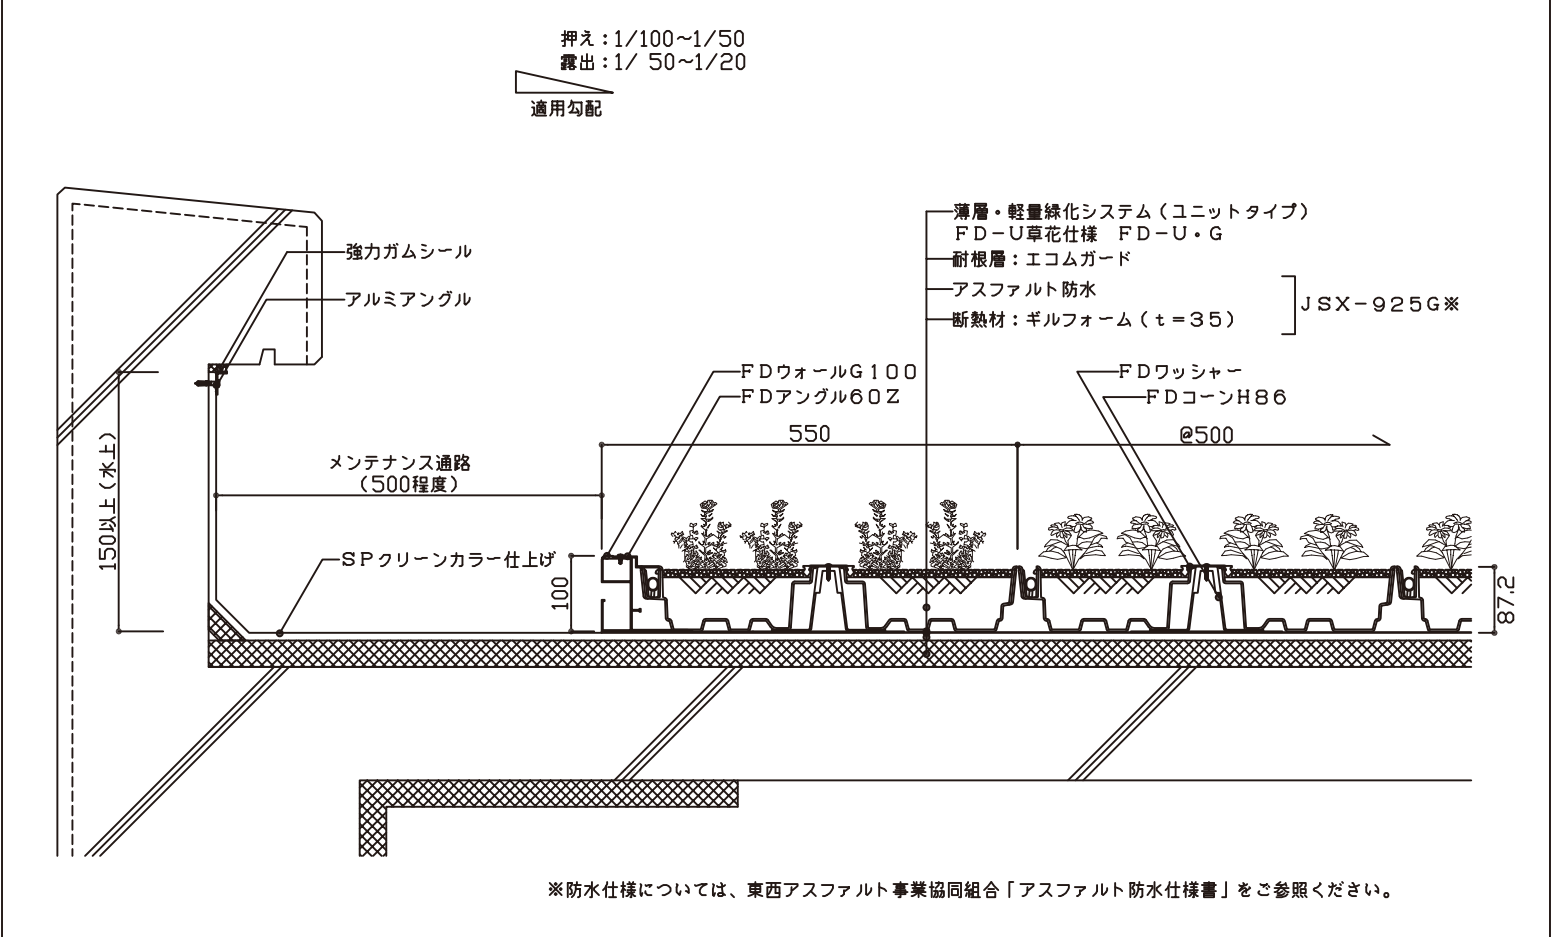 押え：1/100～1/50
露出：1/ 50～1/20
適用勾配
強力ガムシール
アルミアングル
薄層・軽量緑化システム（ユニットタイプ）
ＦＤ－Ｕ草花仕様　ＦＤ－Ｕ・Ｇ
耐根層：エコムガード
アスファルト防水
断熱材：ギルフォーム（ｔ＝３５）
ＪＳＸ－９２５Ｇ※
ＦＤウォールＧ１００
ＦＤアングル６０Ｚ
ＦＤワッシャー
ＦＤコーンＨ８６
550
@500
150以上（水上）
メンテナンス通路
（500程度）
ＳＰクリーンカラー仕上げ
100
87.2
※防水仕様については、東西アスファルト事業協同組合「アスファルト防水仕様書」をご参照ください。